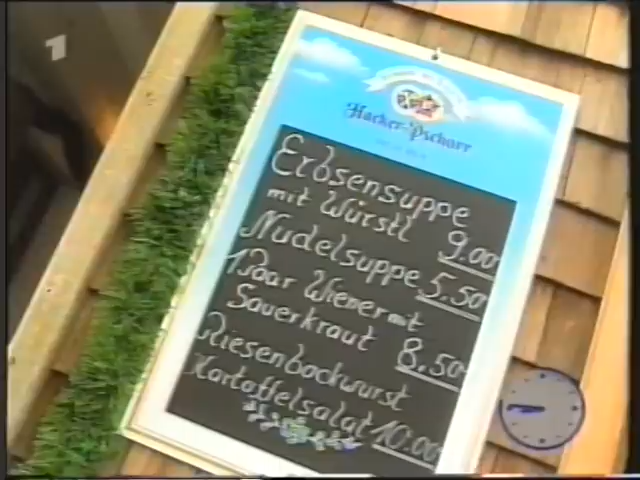 1
Hacker-Pschorr
Erbsensuppe
mit Würstl 9.00
Nudelsuppe 5.50
1 Paar Wiener mit
Sauerkraut 8.50
Riesenbockwurst
Kartoffelsalat 10.00